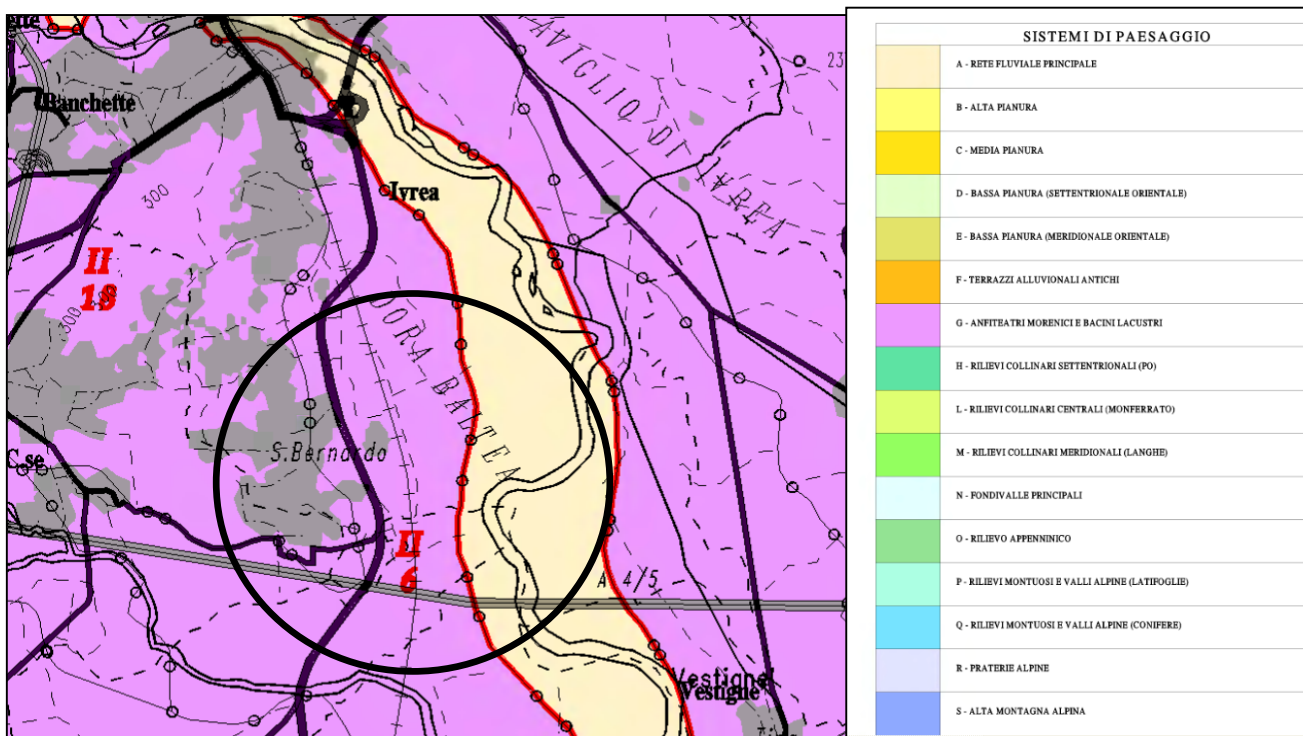 Banchette
NAVIGLIO DI IVREA
23
300
Ivrea
II
19
300
DORA BALTEA
S.Bernardo
C.se
II
6
A 4/5
Vestigne'
Vestigne
SISTEMI DI PAESAGGIO
A - RETE FLUVIALE PRINCIPALE
B - ALTA PIANURA
C - MEDIA PIANURA
D - BASSA PIANURA (SETTENTRIONALE ORIENTALE)
E - BASSA PIANURA (MERIDIONALE ORIENTALE)
F - TERRAZZI ALLUVIONALI ANTICHI
G - ANFITEATRI MORENICI E BACINI LACUSTRI
H - RILIEVI COLLINARI SETTENTRIONALI (PO)
L - RILIEVI COLLINARI CENTRALI (MONFERRATO)
M - RILIEVI COLLINARI MERIDIONALI (LANGHE)
N - FONDIVALLE PRINCIPALI
O - RILIEVO APPENNINICO
P - RILIEVI MONTUOSI E VALLI ALPINE (LATIFOGLIE)
Q - RILIEVI MONTUOSI E VALLI ALPINE (CONIFERE)
R - PRATERIE ALPINE
S - ALTA MONTAGNA ALPINA